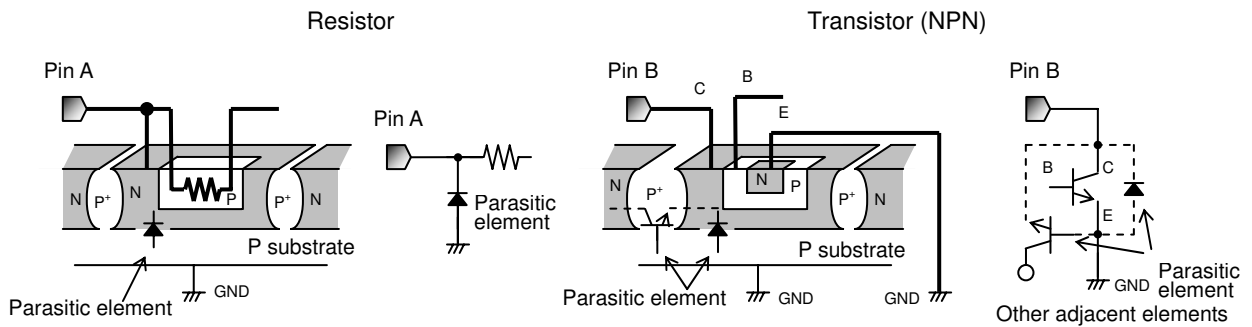 Resistor
Transistor (NPN)
Pin A
Pin A
N
P+
N
P
P+
N
Parasitic
element
P substrate
GND
Parasitic element
Pin B
C
B
E
N
P+
N
P
P+
N
P substrate
Parasitic element
GND
GND
Pin B
B
C
E
GND
Parasitic
element
Other adjacent elements